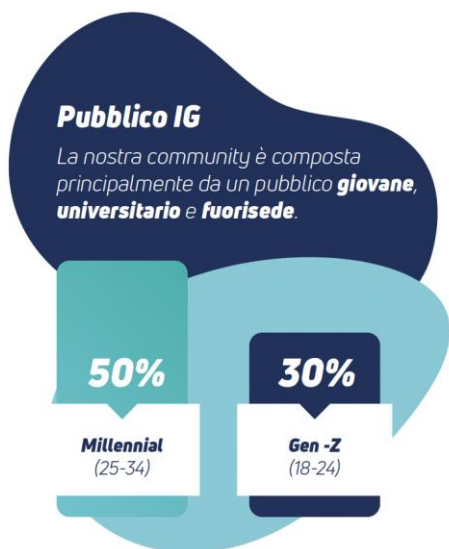 Pubblico IG
La nostra community è composta
principalmente da un pubblico giovane,
universitario e fuorisede.
50%
Millennial
(25-34)
30%
Gen -Z
(18-24)